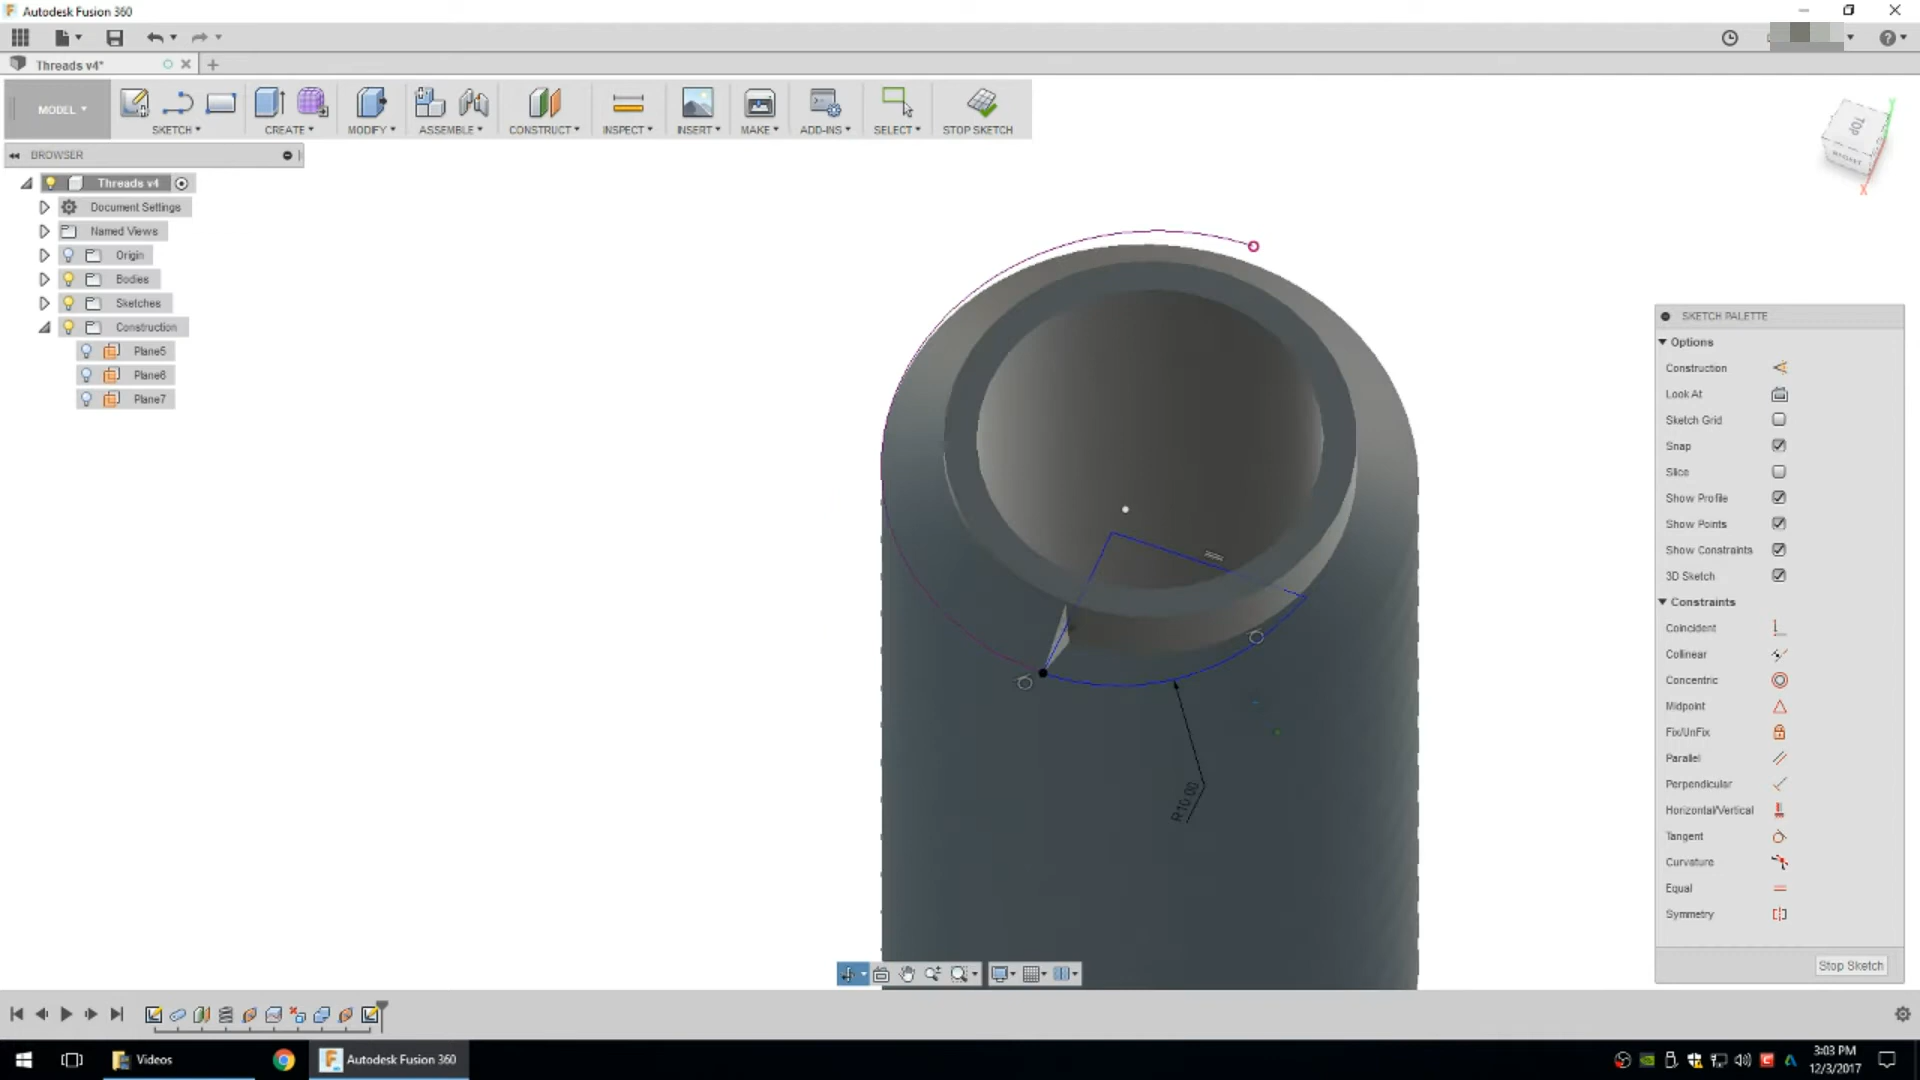 Autodesk Fusion 360
Threads v4*
MODEL
SKETCH
CREATE
MODIFY
ASSEMBLE
CONSTRUCT
INSPECT
INSERT
MAKE
ADD-INS
SELECT
STOP SKETCH
BROWSER
Threads v4
Document Settings
Named Views
Origin
Bodies
Sketches
Construction
Plane5
Plane6
Plane7
TOP
X
Y
R10.00
SKETCH PALETTE
Options
Construction
Look At
Sketch Grid
Snap
Slice
Show Profile
Show Points
Show Constraints
3D Sketch
Constraints
Coincident
Collinear
Concentric
Midpoint
Fix/UnFix
Parallel
Perpendicular
Horizontal/Vertical
Tangent
Curvature
Equal
Symmetry
Stop Sketch
Videos
Autodesk Fusion 360
3:03 PM
12/3/2017